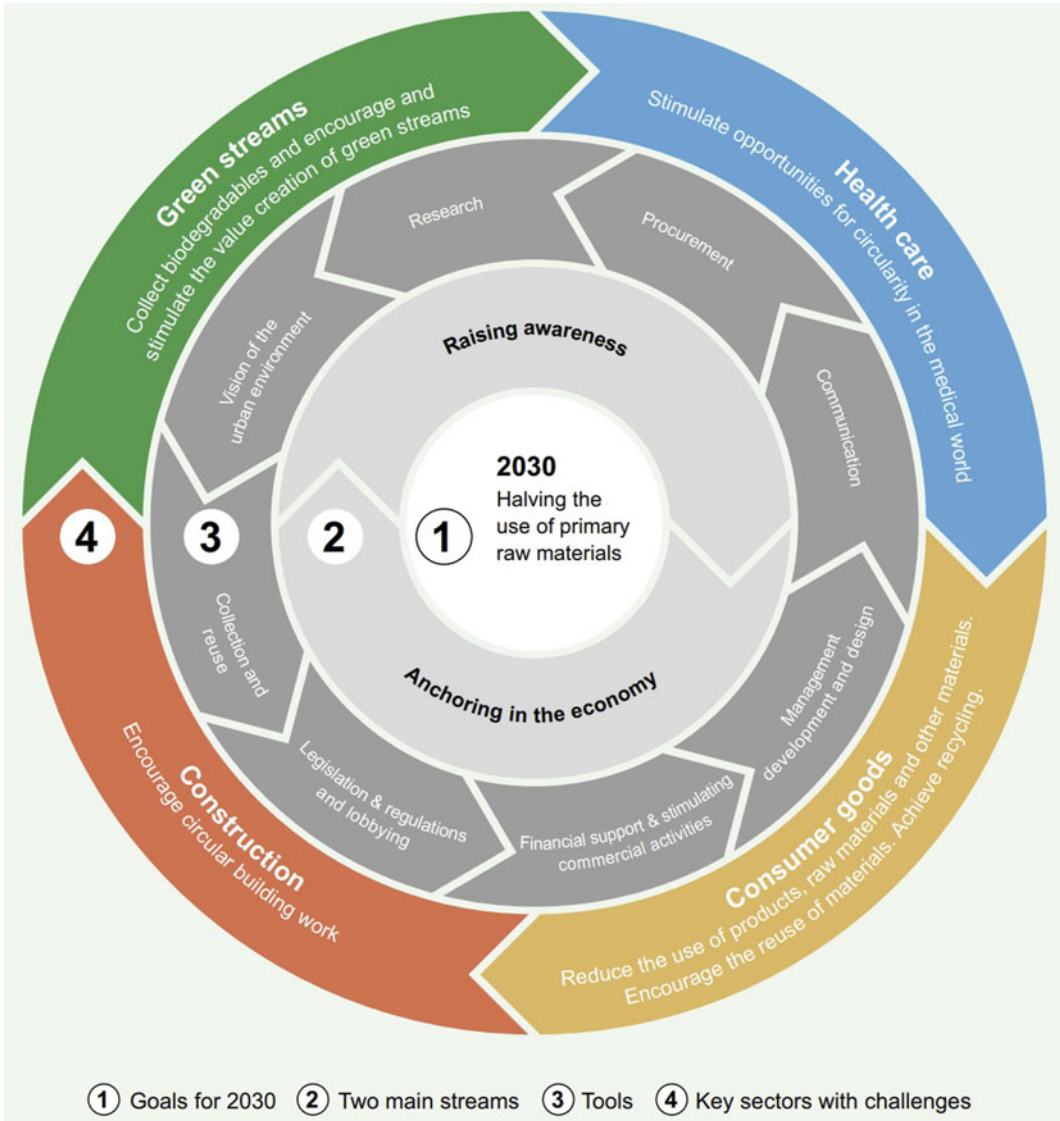 Green streams
Collect biodegradables and encourage and
stimulate the value creation of green streams
Health care
Stimulate opportunities for circularity in the medical world
Consumer goods
Reduce the use of products, raw materials and other materials.
Encourage the reuse of materials. Achieve recycling.
Construction
Encourage circular building work
4
3
2
1
Research
Procurement
Communication
Management
development and design
Financial support & stimulating
commercial activities
Legislation & regulations
and lobbying
Collection and
reuse
Vision of the
urban environment
Raising awareness
Anchoring in the economy
2030
Halving the
use of primary
raw materials
1 Goals for 2030 2 Two main streams 3 Tools 4 Key sectors with challenges